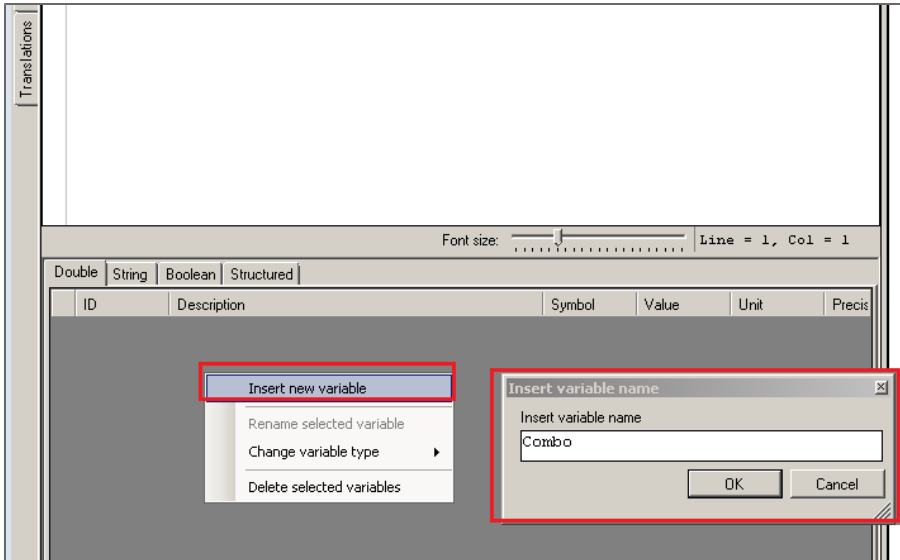 Translations
Font size:
Line = 1, Col = 1
Double String Boolean Structured
ID Description Symbol Value Unit Precis
Insert new variable
Rename selected variable
Change variable type
Delete selected variables
Insert variable name
Insert variable name
Combo
OK Cancel